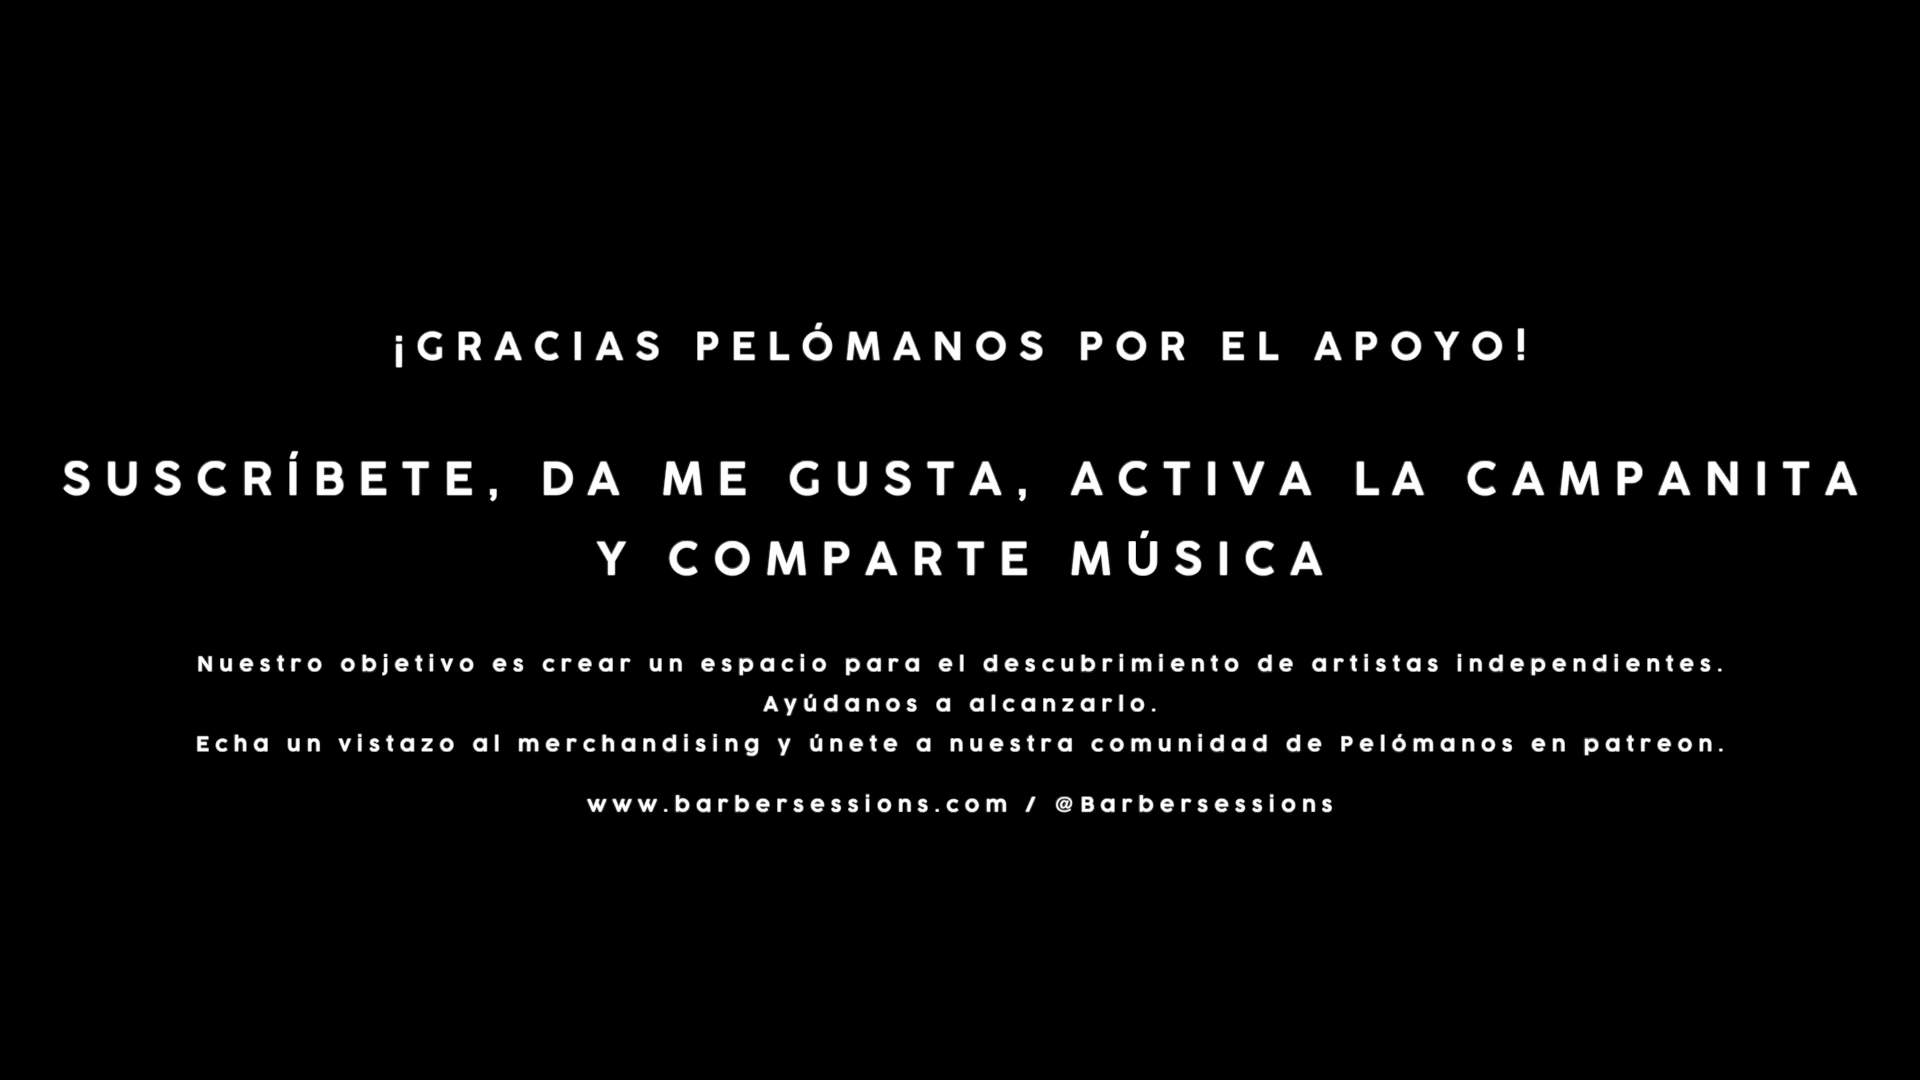 ¡GRACIAS PELÓMANOS POR EL APOYO!
SUSCRÍBETE, DA ME GUSTA, ACTIVA LA CAMPANITA
Y COMPARTE MÚSICA
Nuestro objetivo es crear un espacio para el descubrimiento de artistas independientes.
Ayúdanos a alcanzarlo.
Echa un vistazo al merchandising y únete a nuestra comunidad de Pelómanos en patreon.
www.barbersessions.com / @Barbersessions